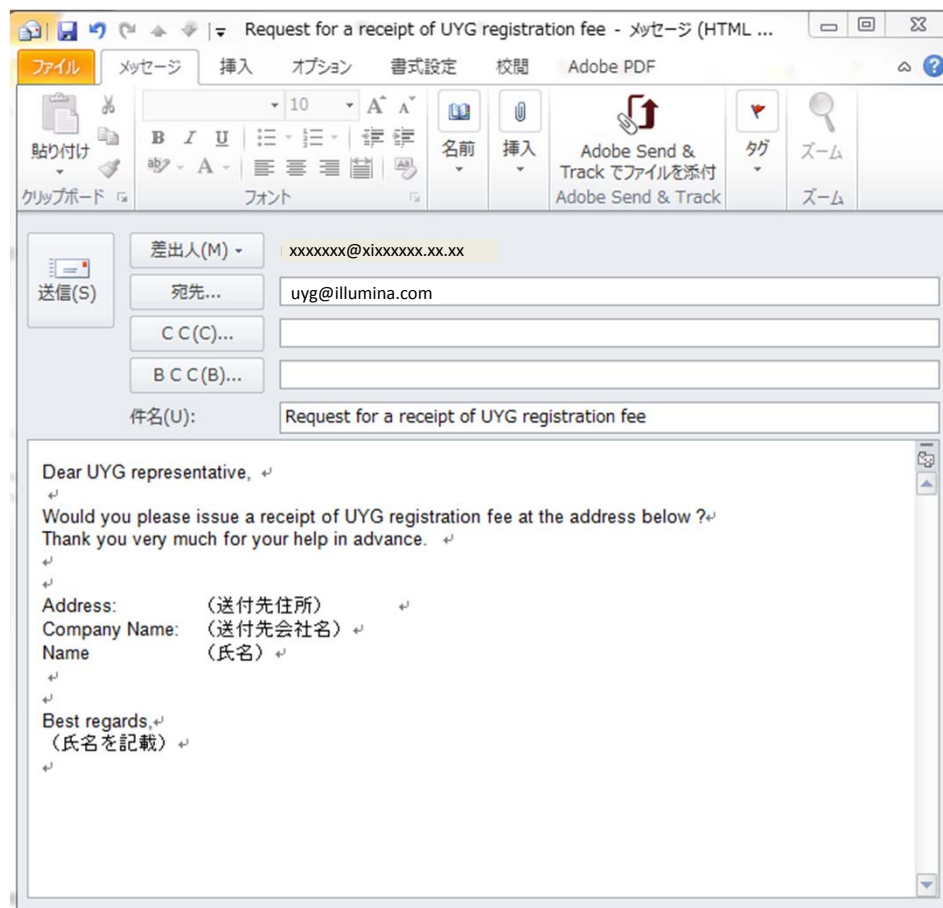 Request for a receipt of UYG registration fee - メッセージ (HTML ...
ファイル メッセージ 挿入 オプション 書式設定 校閲 Adobe PDF
10
貼り付け
B I U
名前
挿入
Adobe Send &
Track でファイルを添付
タグ
ズーム
クリップボード フォント Adobe Send & Track ズーム
送信(S)
差出人(M) xxxxxxx@xixxxxxx.xx.xx
宛先... uyg@illumina.com
C C (C)...
B C C (B)...
件名(U): Request for a receipt of UYG registration fee
Dear UYG representative,
Would you please issue a receipt of UYG registration fee at the address below ?
Thank you very much for your help in advance.
Address: (送付先住所)
Company Name: (送付先会社名)
Name (氏名)
Best regards,
(氏名を記載)